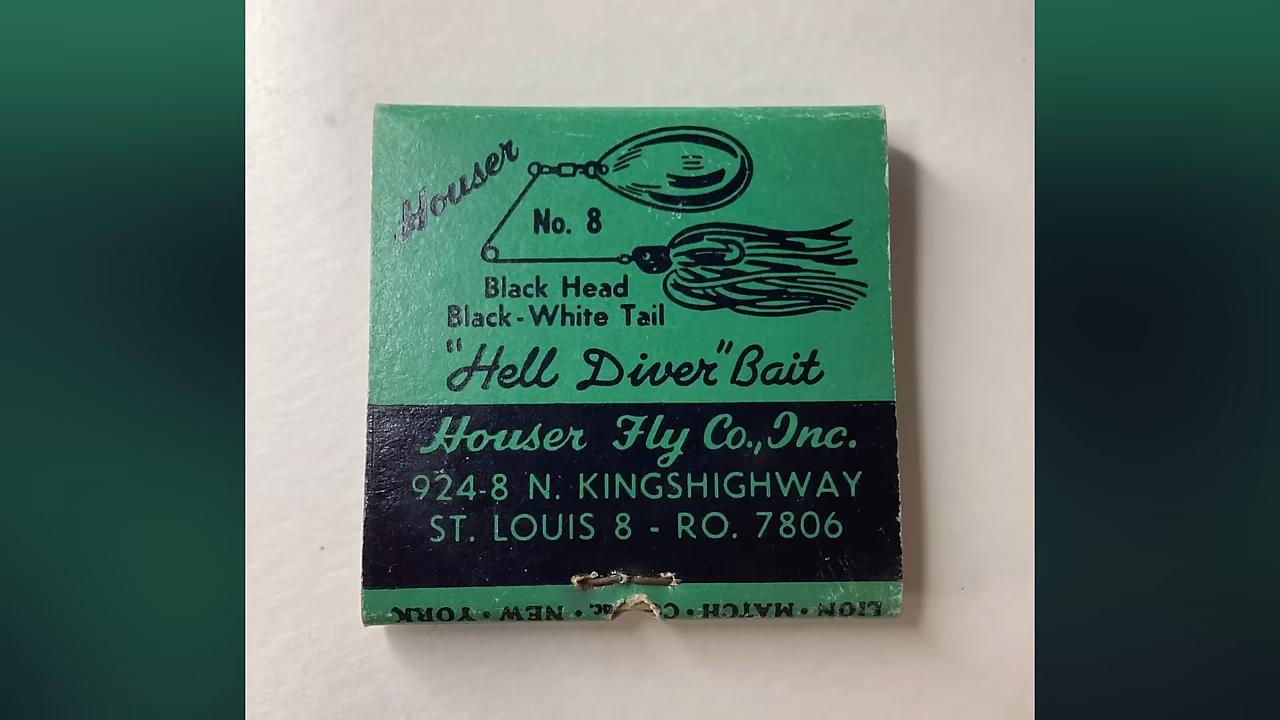 Houser
No. 8
Black Head
Black-White Tail
"Hell Diver" Bait
Houser Fly Co., Inc.
924-8 N. KINGSHIGHWAY
ST. LOUIS 8 - RO. 7806
LION • MATCH • • NEW • YORK